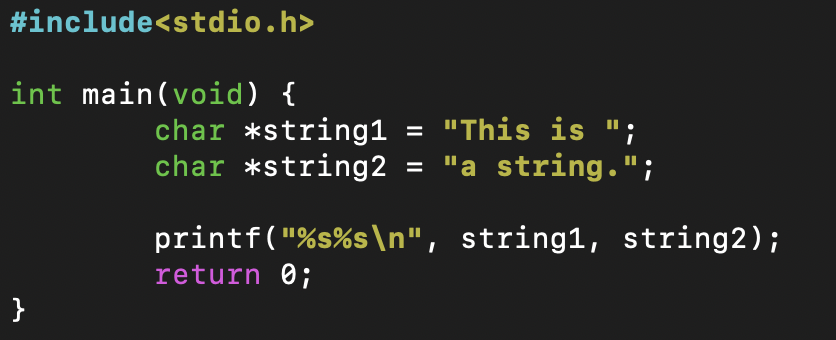 #include<stdio.h>
int main(void) {
        char *string1 = "This is ";
        char *string2 = "a string.";
        printf("%s%s\n", string1, string2);
        return 0;
}